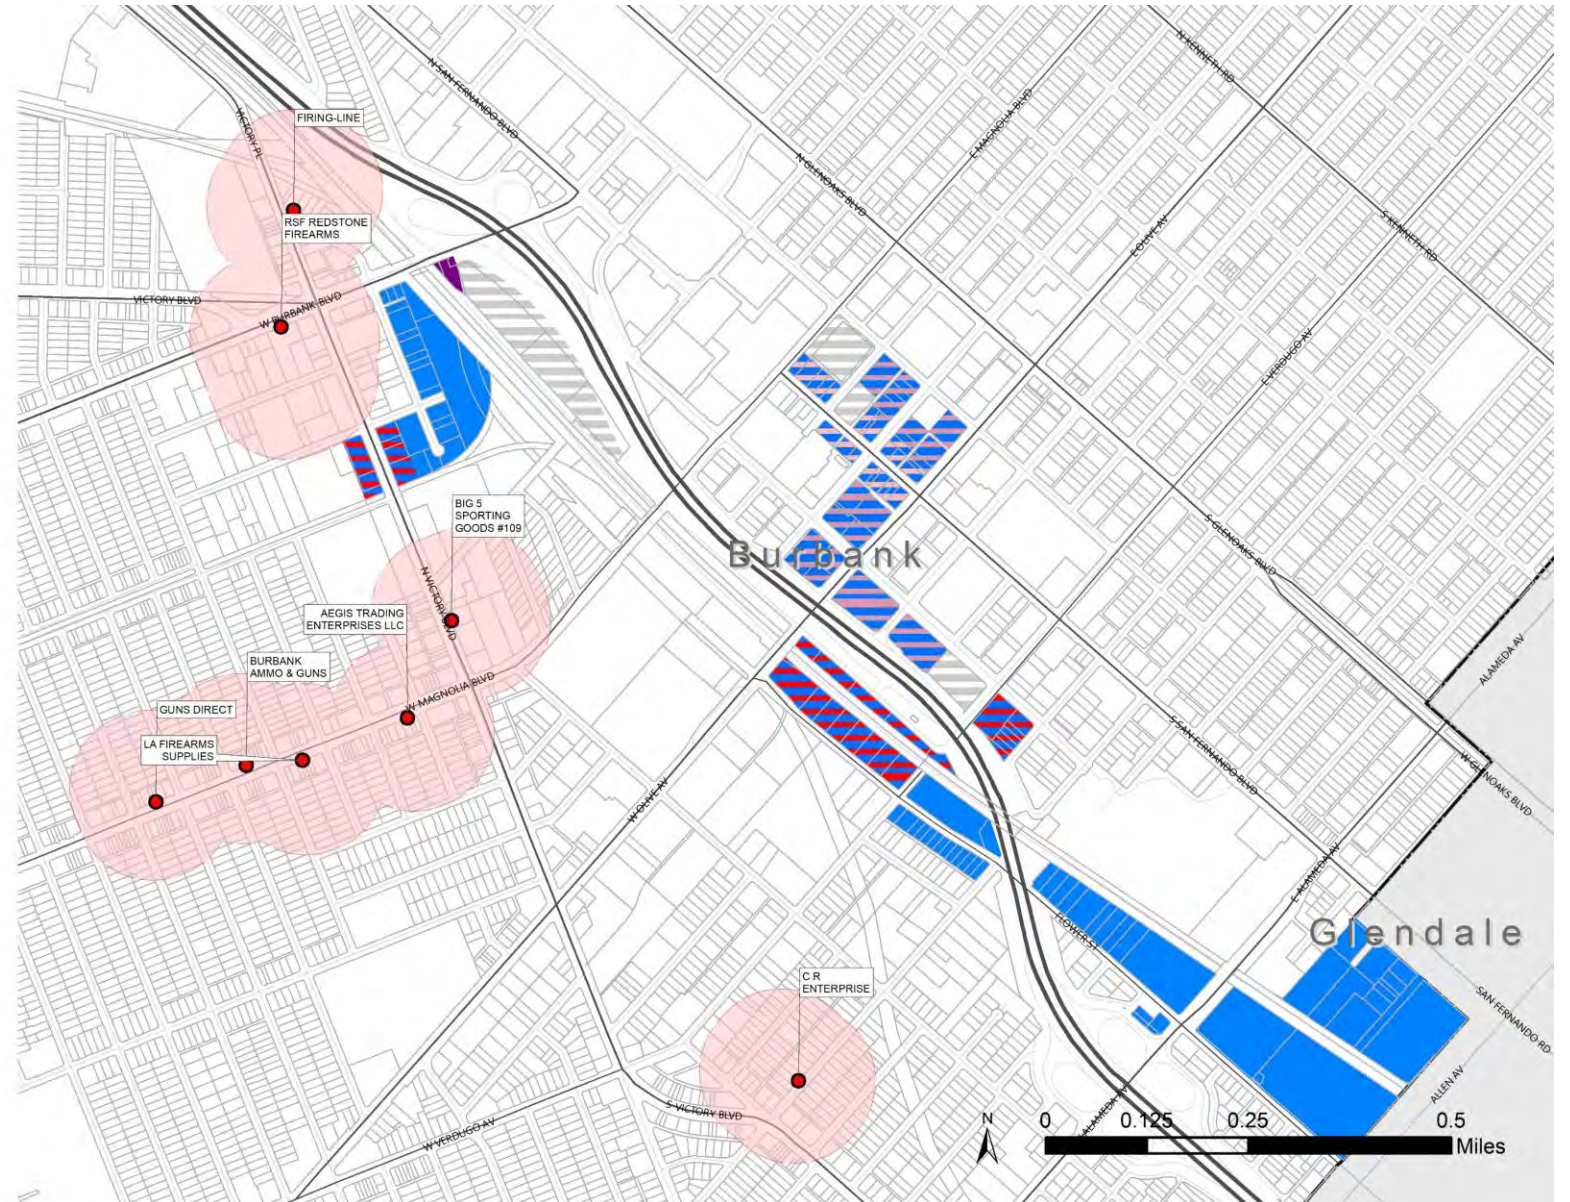 N KENNETH RD
N SAN FERNANDO BLVD
E MAGNOLIA BLVD
VICTORY PL
FIRING-LINE
N GLENOAKS BLVD
S KENNETH RD
E OLIVE AV
RSF REDSTONE
FIREARMS
VICTORY BLVD
W BURBANK BLVD
E VERDUGO AV
BIG 5
SPORTING
GOODS #109
S GLENOAKS BLVD
Burbank
N VICTORY BLVD
AEGIS TRADING
ENTERPRISES LLC
ALAMEDA AV
BURBANK
AMMO & GUNS
W MAGNOLIA BLVD
GUNS DIRECT
LA FIREARMS
SUPPLIES
S SAN FERNANDO BLVD
W GLENOAKS BLVD
W OLIVE AV
E ALAMEDA AV
FLOWER ST
Glendale
C R
ENTERPRISE
SAN FERNANDO RD
ALLEN AV
S VICTORY BLVD
W VERDUGO AV
ALAMEDA AV
N
0 0.125 0.25 0.5
Miles